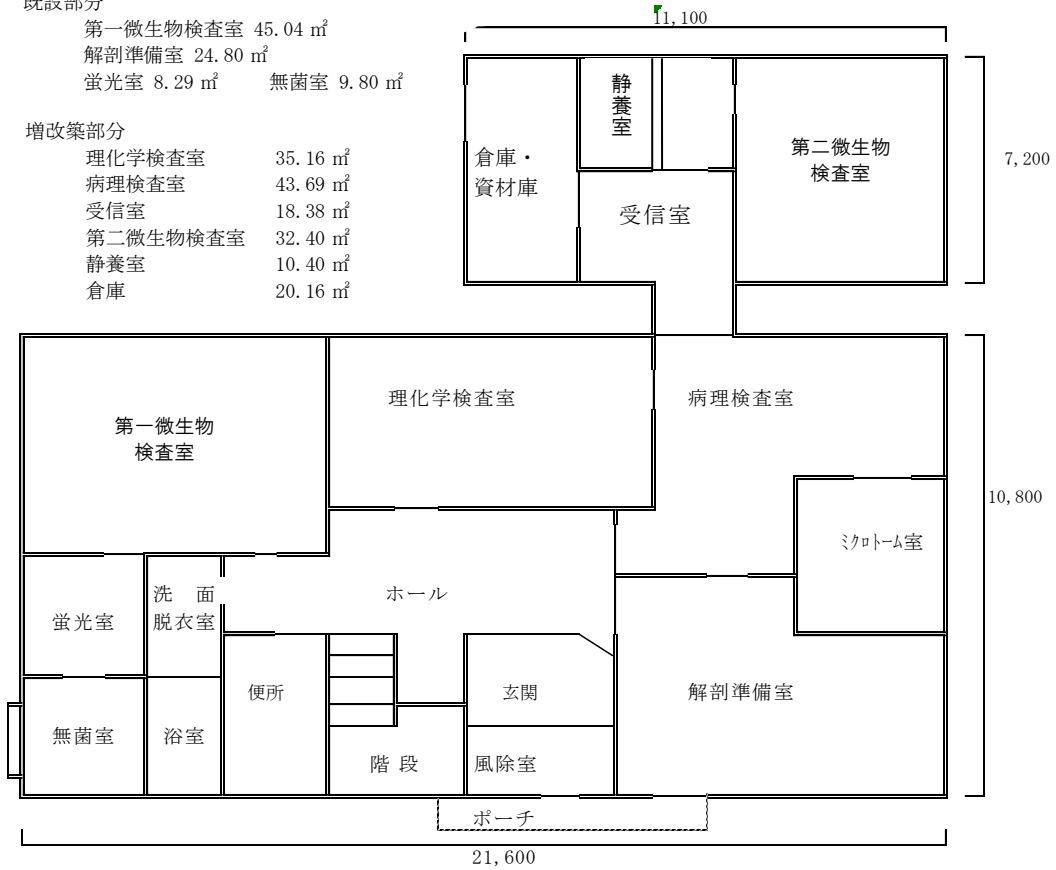 既設部分
第一微生物検査室 45.04 ㎡
解剖準備室 24.80 ㎡
蛍光室 8.29 ㎡ 無菌室 9.80 ㎡
増改築部分
理化学検査室 35.16 ㎡
病理検査室 43.69 ㎡
受信室 18.38 ㎡
第二微生物検査室 32.40 ㎡
静養室 10.40 ㎡
倉庫 20.16 ㎡
11,100
静養室
倉庫・
資材庫
受信室
第二微生物
検査室
7,200
第一微生物
検査室
理化学検査室
病理検査室
10,800
ミクロトーム室
蛍光室
洗 面
脱衣室
ホール
便所
玄関
解剖準備室
無菌室
浴室
階 段
風除室
ポーチ
21,600